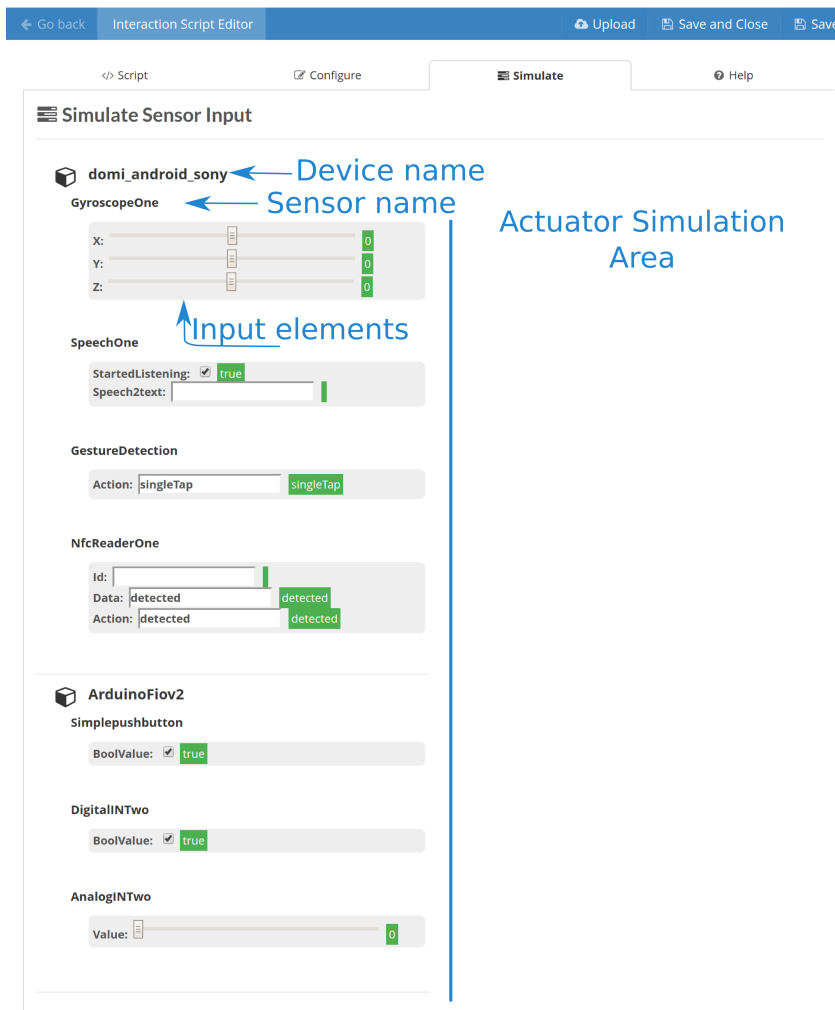 Go back Interaction Script Editor Upload Save and Close Save
</> Script Configure Simulate Help
Simulate Sensor Input
domi_android_sony Device name
GyroscopeOne Sensor name
Actuator Simulation
Area
X: 0
Y: 0
Z: 0
Input elements
SpeechOne
StartedListening: true
Speech2text:
GestureDetection
Action: singleTap singleTap
NfcReaderOne
Id:
Data: detected detected
Action: detected detected
ArduinoFiov2
Simplepushbutton
BoolValue: true
DigitalINTwo
BoolValue: true
AnalogINTwo
Value: 0